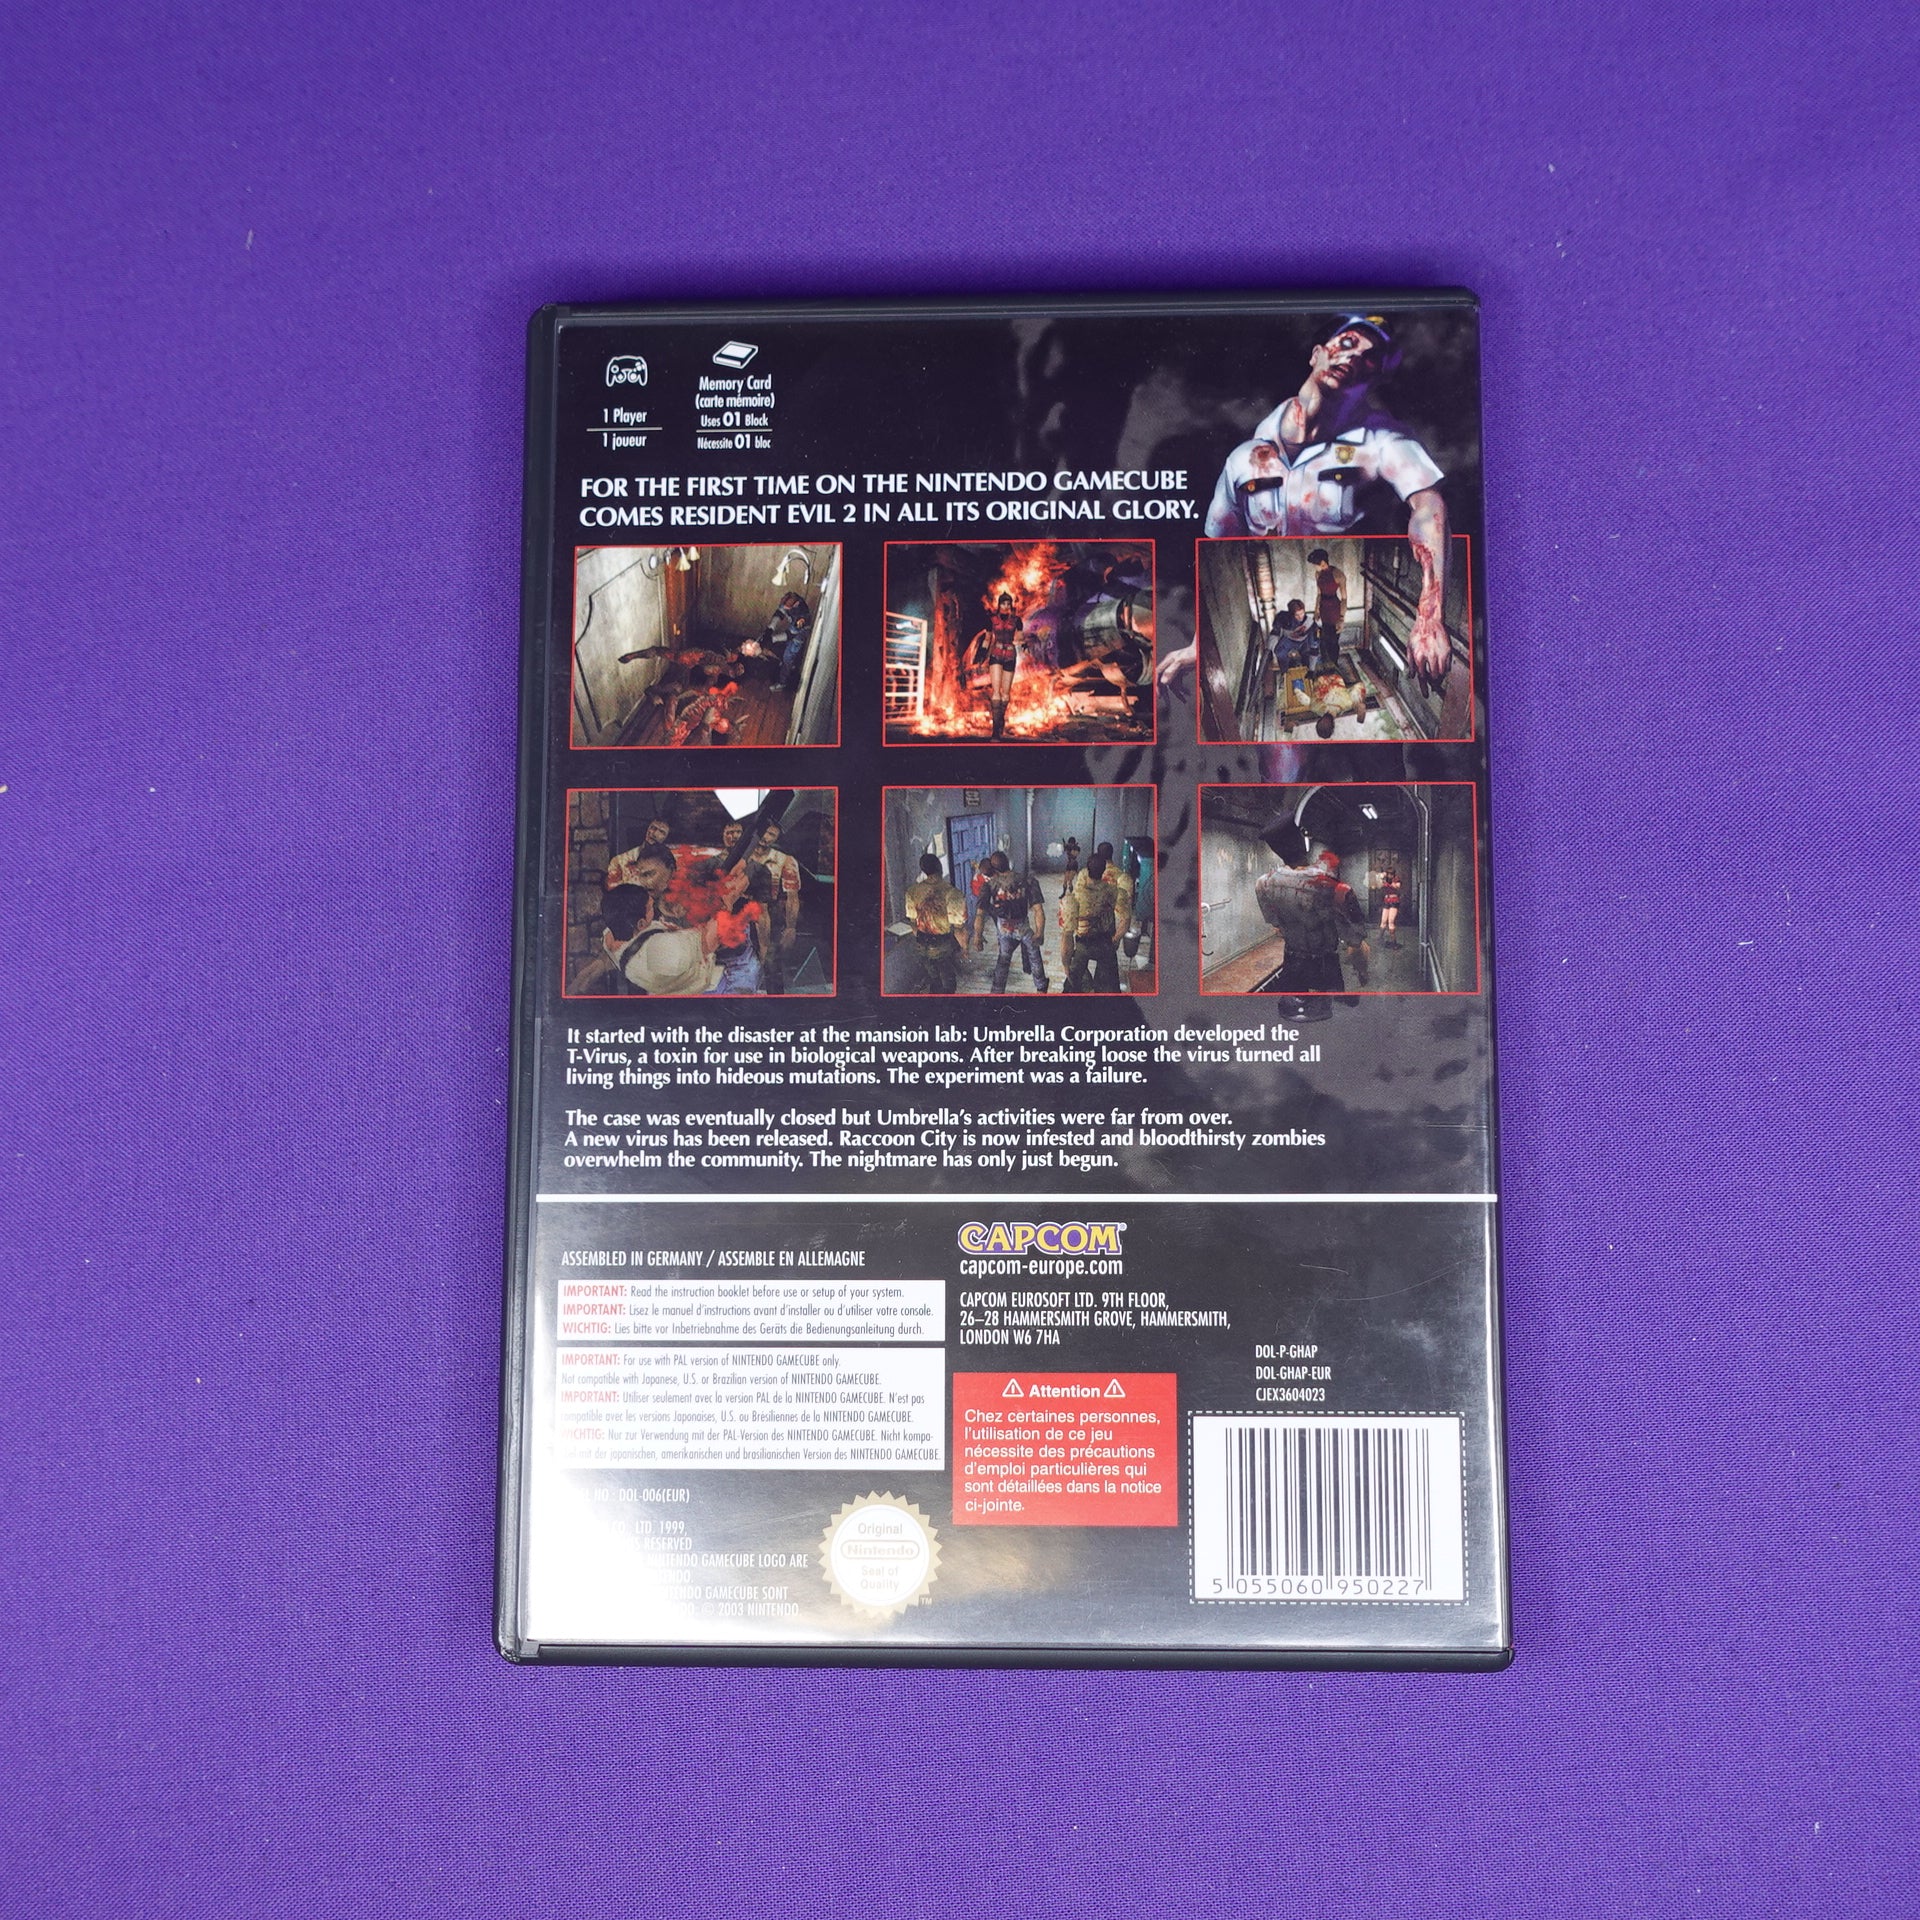 1 Player
1 joueur
Memory Card
(carte mémoire)
Uses 01 Block
Nécessite 01 bloc
FOR THE FIRST TIME ON THE NINTENDO GAMECUBE
COMES RESIDENT EVIL 2 IN ALL ITS ORIGINAL GLORY.
It started with the disaster at the mansion lab: Umbrella Corporation developed the
T-Virus, a toxin for use in biological weapons. After breaking loose the virus turned all
living things into hideous mutations. The experiment was a failure.
The case was eventually closed but Umbrella's activities were far from over.
A new virus has been released. Raccoon City is now infested and bloodthirsty zombies
overwhelm the community. The nightmare has only just begun.
ASSEMBLED IN GERMANY / ASSEMBLE EN ALLEMAGNE
IMPORTANT: Read the instruction booklet before use or setup of your system.
IMPORTANT: Lisez le manuel d'instructions avant d'installer ou d'utiliser votre console.
WICHTIG: Lies bitte vor Inbetriebnahme des Geräts die Bedienungsanleitung durch.
IMPORTANT: For use with PAL version of NINTENDO GAMECUBE only.
Not compatible with Japanese, U.S. or Brazilian version of NINTENDO GAMECUBE.
IMPORTANT: Utiliser seulement avec la version PAL de la NINTENDO GAMECUBE. N'est pas
compatible avec les versions Japonaises, U.S. ou Brésiliennes de la NINTENDO GAMECUBE.
WICHTIG: Nur zur Verwendung mit der PAL-Version des NINTENDO GAMECUBE. Nicht kompa-
mit der japanischen, amerikanischen und brasilianischen Version des NINTENDO GAMECUBE.
NO : DOL-006(EUR)
LTD. 1999,
RESERVED
NINTENDO GAMECUBE LOGO ARE
GAMECUBE SONT
© 2003 NINTENDO.
Original
Nintendo
Seal of
Quality
TM
CAPCOM®
capcom-europe.com
CAPCOM EUROSOFT LTD. 9TH FLOOR,
26–28 HAMMERSMITH GROVE, HAMMERSMITH,
LONDON W6 7HA
⚠ Attention ⚠
Chez certaines personnes,
l'utilisation de ce jeu
nécessite des précautions
d'emploi particulières qui
sont détaillées dans la notice
ci-jointe.
DOL-P-GHAP
DOL-GHAP-EUR
CJEX3604023
5 055060 950227